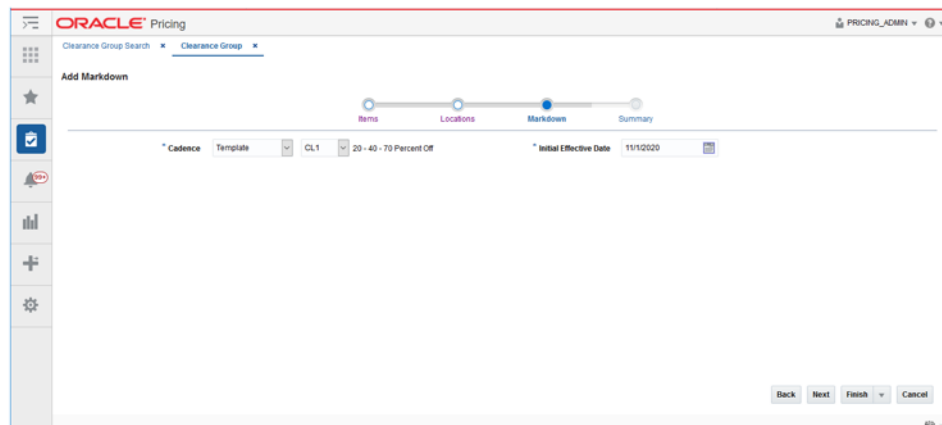 ORACLE® Pricing
PRICING_ADMIN
Clearance Group Search × Clearance Group ×
Add Markdown
Items Locations Markdown Summary
* Cadence Template CL1 20 - 40 - 70 Percent Off * Initial Effective Date 11/1/2020
99+
Back Next Finish Cancel